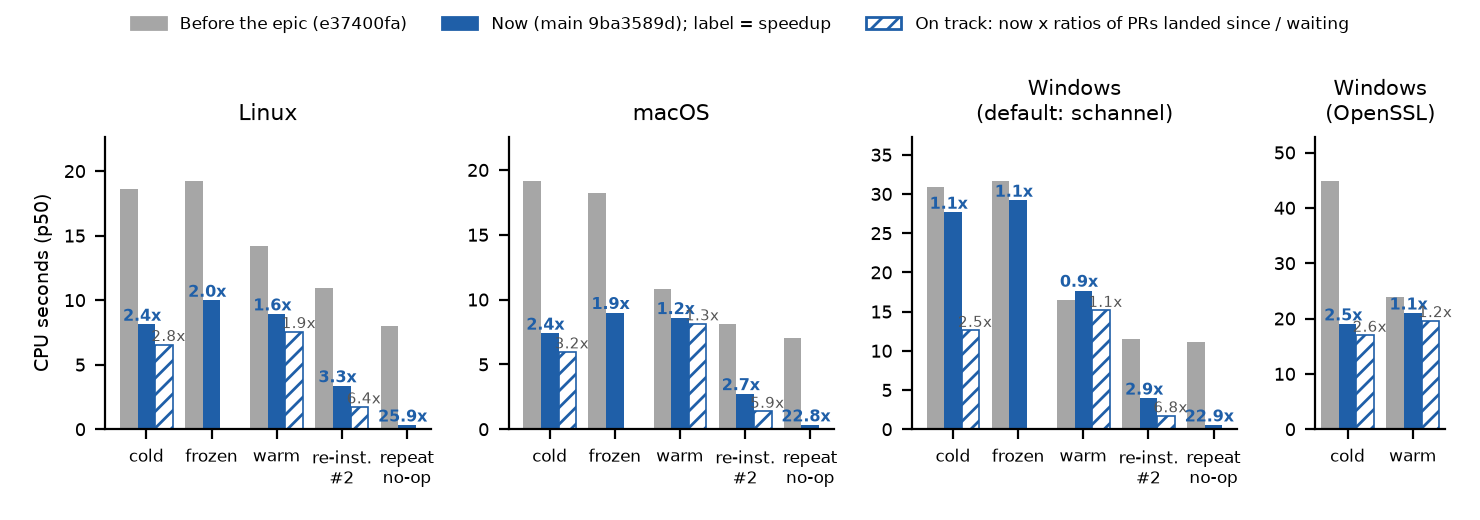 Before the epic (e37400fa)
Now (main 9ba3589d); label = speedup
On track: now x ratios of PRs landed since / waiting
Linux
CPU seconds (p50)
20
15
10
5
0
2.4x
2.8x
2.0x
1.6x
1.9x
3.3x
6.4x
25.9x
cold
frozen
warm
re-inst.
#2
repeat
no-op
macOS
20
15
10
5
0
2.4x
3.2x
1.9x
1.2x
1.3x
2.7x
5.9x
22.8x
cold
frozen
warm
re-inst.
#2
repeat
no-op
Windows
(default: schannel)
35
30
25
20
15
10
5
0
1.1x
2.5x
1.1x
0.9x
1.1x
2.9x
6.8x
22.9x
cold
frozen
warm
re-inst.
#2
repeat
no-op
Windows
(OpenSSL)
50
40
30
20
10
0
2.5x
2.6x
1.1x
1.2x
cold
warm